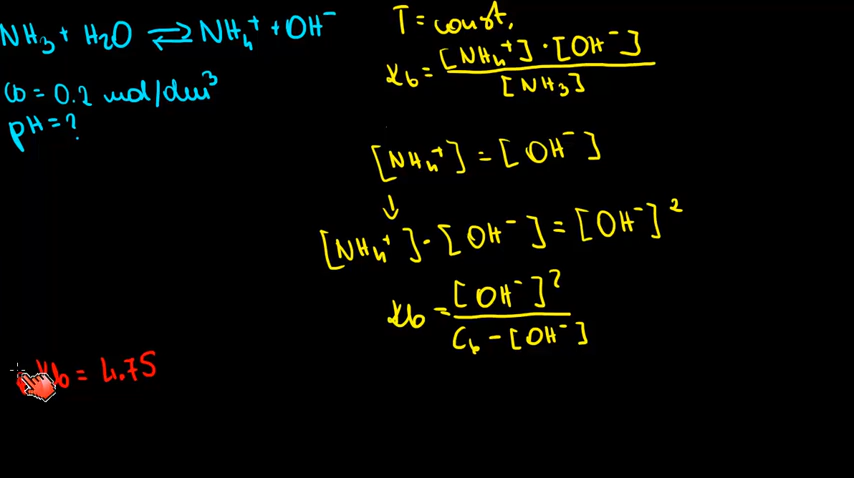 NH₃ + H₂O ⇌ NH₄⁺ + OH⁻
Cb = 0.2 mol/dm³
pH = ?
T = const.
Kb = [NH₄⁺]·[OH⁻] / [NH₃]
[NH₄⁺] = [OH⁻]
↓
[NH₄⁺]·[OH⁻] = [OH⁻]²
Kb = [OH⁻]² / Cb - [OH⁻]
Kb = 4.75